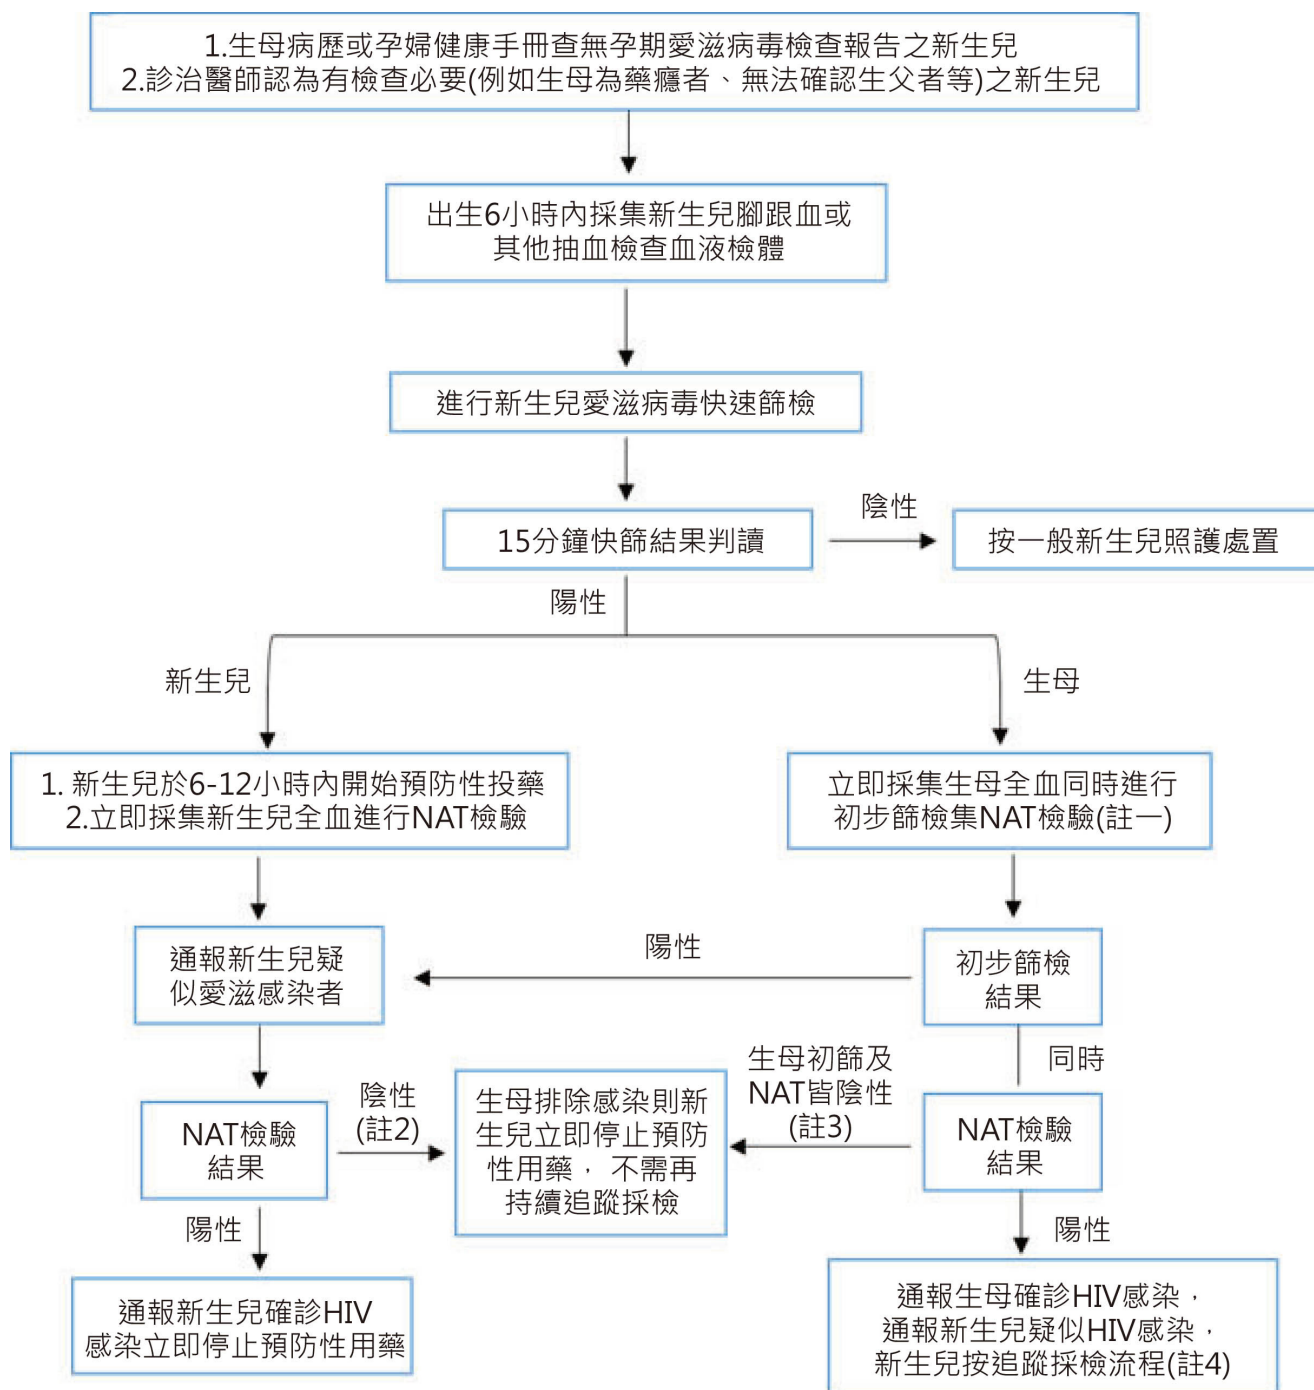 1.生母病歷或孕婦健康手冊查無孕期愛滋病毒檢查報告之新生兒
2.診治醫師認為有檢查必要(例如生母為藥癮者、無法確認生父者等)之新生兒
出生6小時內採集新生兒腳跟血或
其他抽血檢查血液檢體
進行新生兒愛滋病毒快速篩檢
15分鐘快篩結果判讀
陰性
按一般新生兒照護處置
陽性
新生兒
生母
1. 新生兒於6-12小時內開始預防性投藥
2.立即採集新生兒全血進行NAT檢驗
立即採集生母全血同時進行
初步篩檢集NAT檢驗(註一)
通報新生兒疑
似愛滋感染者
陽性
初步篩檢
結果
同時
NAT檢驗
結果
陰性
(註2)
生母排除感染則新
生兒立即停止預防
性用藥， 不需再
持續追蹤採檢
生母初篩及
NAT皆陰性
(註3)
NAT檢驗
結果
陽性
陽性
通報新生兒確診HIV
感染立即停止預防性用藥
通報生母確診HIV感染，
通報新生兒疑似HIV感染，
新生兒按追蹤採檢流程(註4)